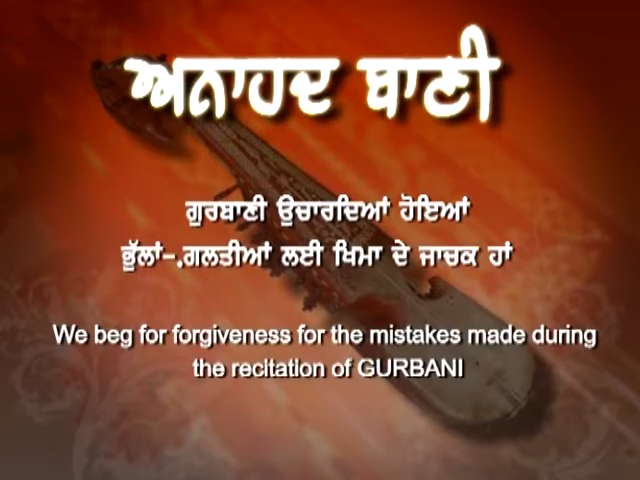 ਅਨਾਹਦ ਬਾਣੀ
ਗੁਰਬਾਣੀ ਉਚਾਰਦਿਆਂ ਹੋਇਆਂ
ਭੁੱਲਾਂ-ਗ਼ਲਤੀਆਂ ਲਈ ਖਿਮਾ ਦੇ ਜਾਚਕ ਹਾਂ
We beg for forgiveness for the mistakes made during
the recitation of GURBANI